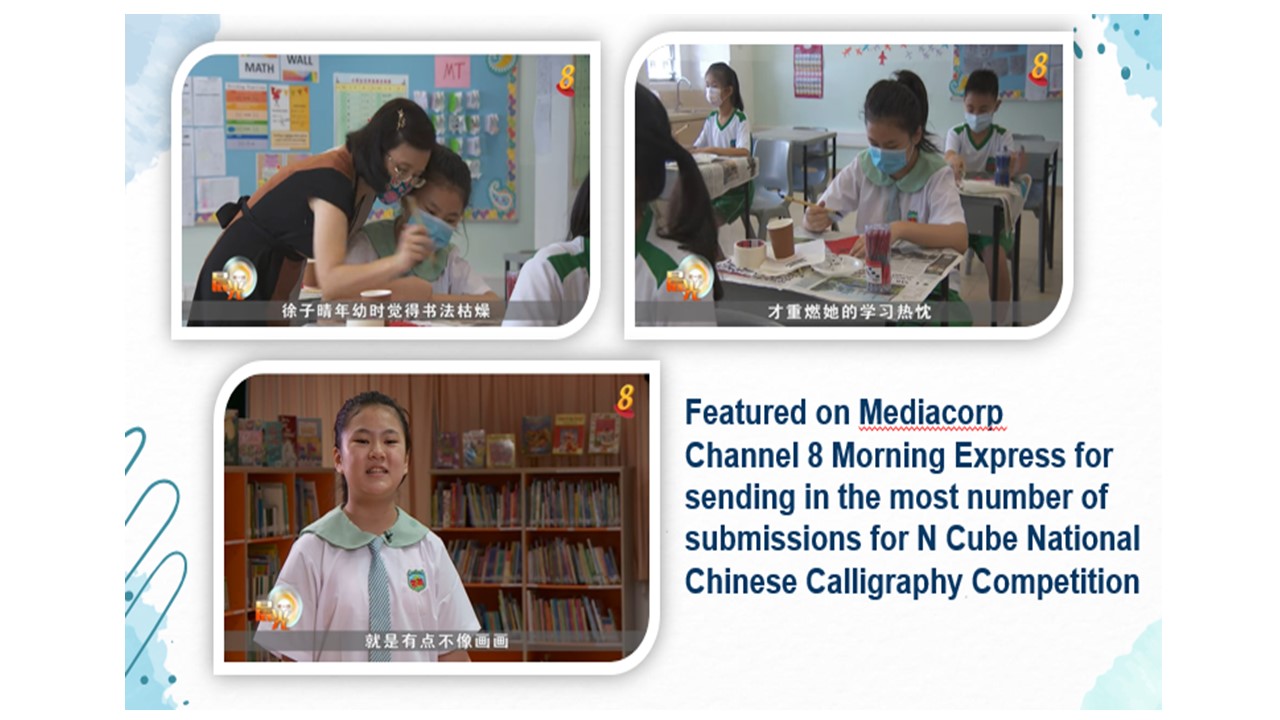 MATH
WALL
MT
8
徐子晴年幼时觉得书法枯燥
8
才重燃她的学习热忱
8
就是有点不像画画
Featured on Mediacorp
Channel 8 Morning Express for
sending in the most number of
submissions for N Cube National
Chinese Calligraphy Competition